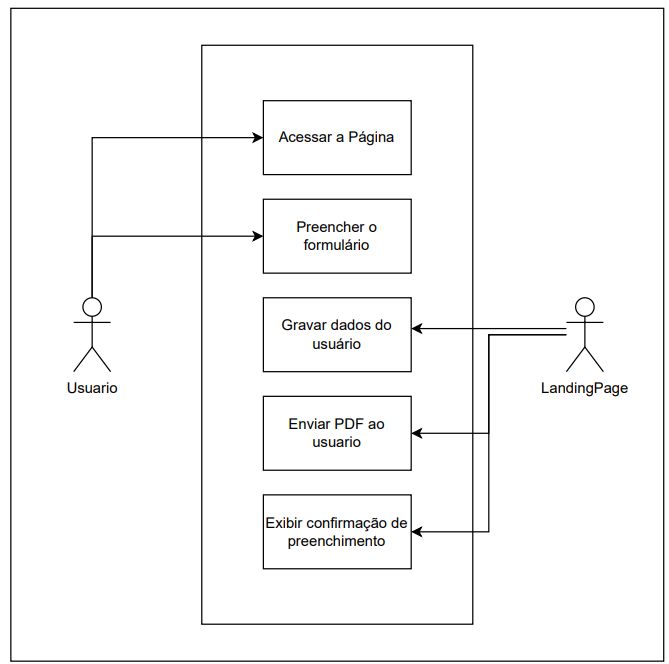 Acessar a Página
Preencher o
formulário
Gravar dados do
usuário
Usuario
LandingPage
Enviar PDF ao
usuario
Exibir confirmação de
preenchimento